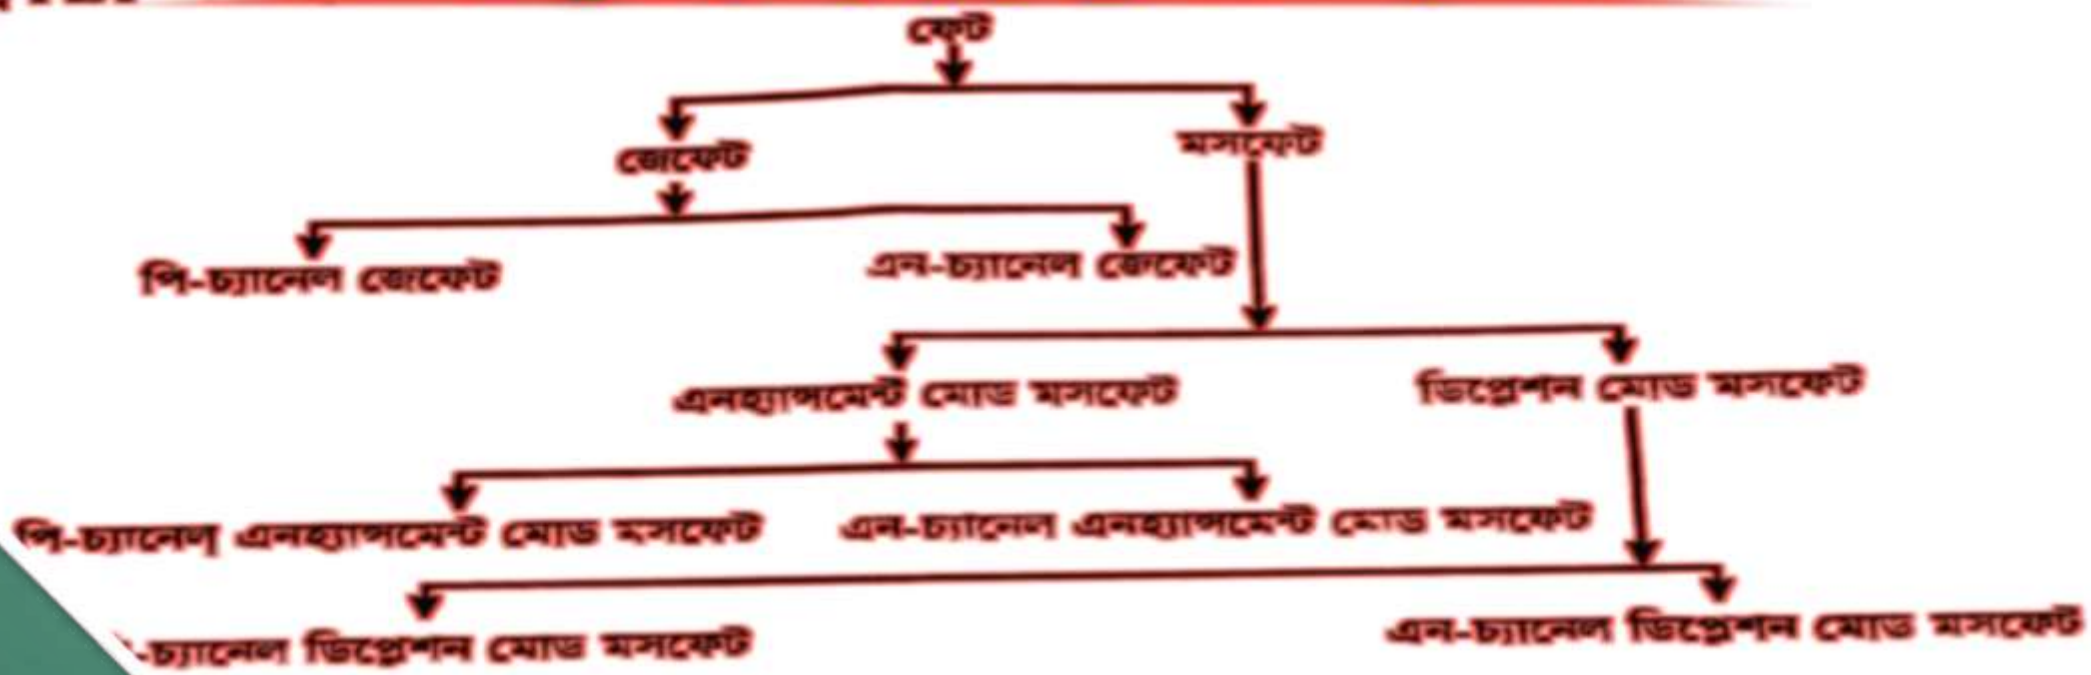 ফেট
জেফেট
মসফেট
পি-চ্যানেল জেফেট
এন-চ্যানেল জেফেট
এনহ্যান্সমেন্ট মোড মসফেট
ডিপ্লেশন মোড মসফেট
পি-চ্যানেল এনহ্যান্সমেন্ট মোড মসফেট
এন-চ্যানেল এনহ্যান্সমেন্ট মোড মসফেট
-চ্যানেল ডিপ্লেশন মোড মসফেট
এন-চ্যানেল ডিপ্লেশন মোড মসফেট